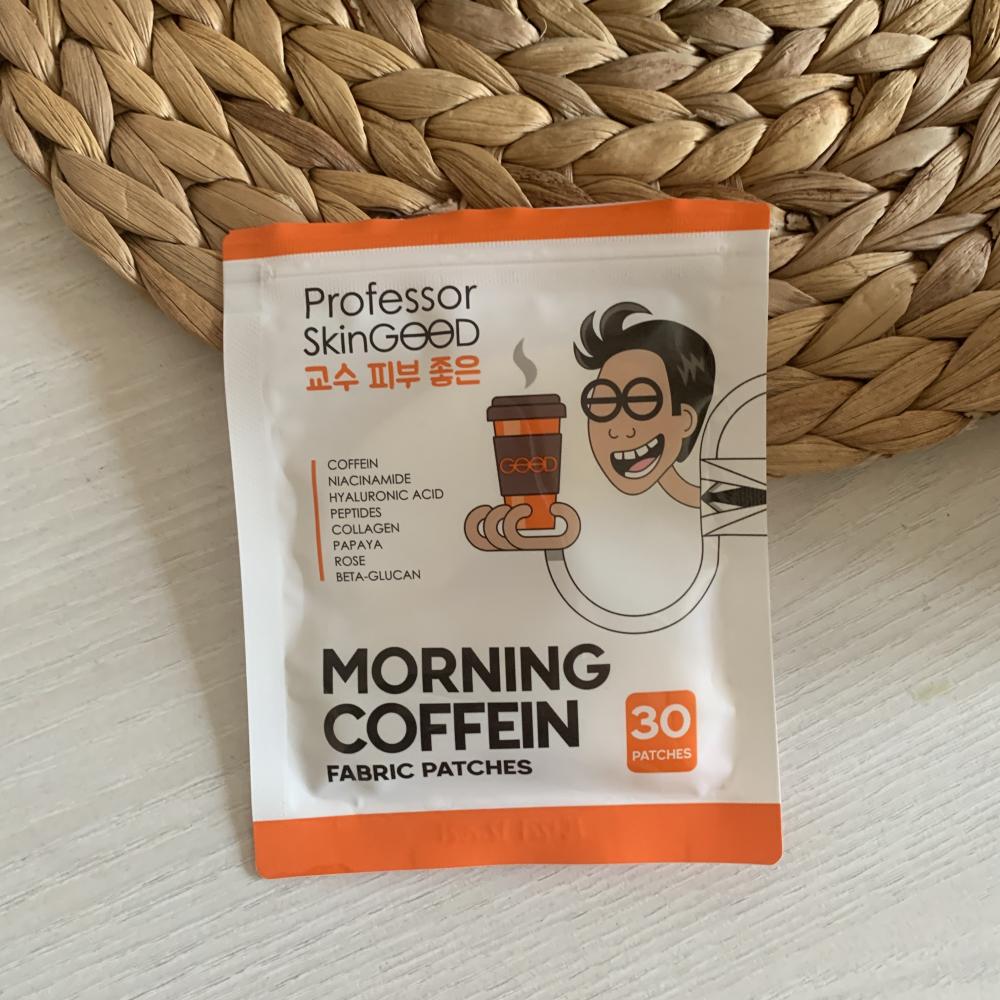 Professor
SkinGOOD
교수 피부 좋은
GOOD
COFFEIN
NIACINAMIDE
HYALURONIC ACID
PEPTIDES
COLLAGEN
PAPAYA
ROSE
BETA-GLUCAN
MORNING
COFFEIN
FABRIC PATCHES
30
PATCHES